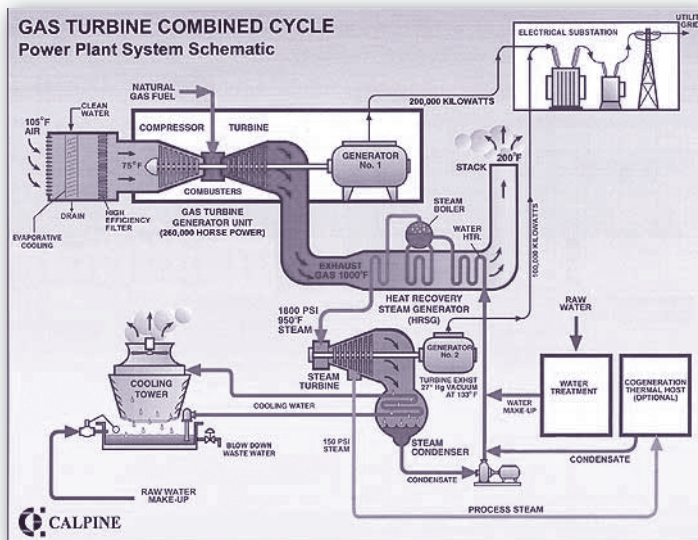 GAS TURBINE COMBINED CYCLE
Power Plant System Schematic
ELECTRICAL SUBSTATION
UTILITY
GRID
NATURAL
GAS FUEL
200,000 KILOWATTS
CLEAN
WATER
105°F
AIR
COMPRESSOR
TURBINE
75°F
GENERATOR
No. 1
STACK
200°F
COMBUSTERS
DRAIN
HIGH
EFFICIENCY
FILTER
EVAPORATIVE
COOLING
GAS TURBINE
GENERATOR UNIT
(260,000 HORSE POWER)
STEAM
BOILER
WATER
HTR.
100,000 KILOWATTS
EXHAUST
GAS 1000°F
HEAT RECOVERY
STEAM GENERATOR
(HRSG)
1800 PSI
950°F
STEAM
RAW
WATER
GENERATOR
No. 2
STEAM
TURBINE
TURBINE EXHST
27" Hg VACUUM
AT 133°F
COOLING
TOWER
COOLING WATER
WATER
MAKE-UP
WATER
TREATMENT
COGENERATION
THERMAL HOST
(OPTIONAL)
BLOW DOWN
WASTE WATER
150 PSI
STEAM
STEAM
CONDENSER
CONDENSATE
CONDENSATE
RAW WATER
MAKE-UP
PROCESS STEAM
CALPINE